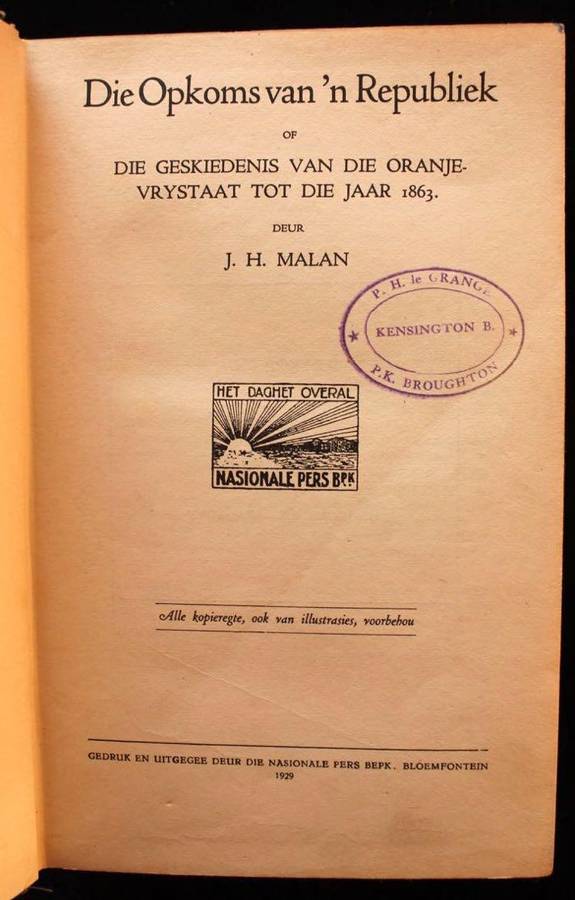 Die Opkoms van 'n Republiek
OF
DIE GESKIEDENIS VAN DIE ORANJE-
VRYSTAAT TOT DIE JAAR 1863.
DEUR
J. H. MALAN
P. H. le GRANGE
KENSINGTON B.
P.K. BROUGHTON
HET DAGHET OVERAL
NASIONALE PERS BPK
Alle kopieregte, ook van illustrasies, voorbehou
GEDRUK EN UITGEGEE DEUR DIE NASIONALE PERS BEPK. BLOEMFONTEIN
1929